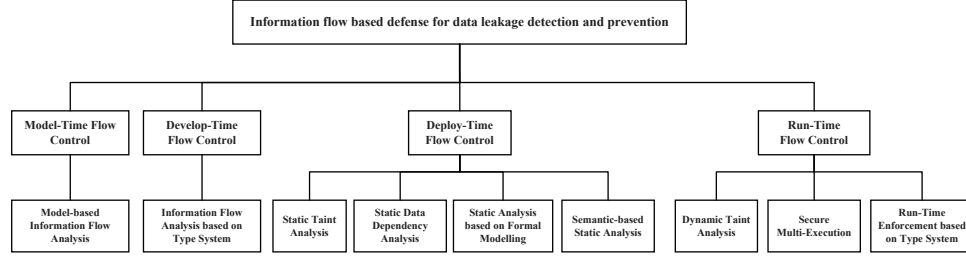 Information flow based defense for data leakage detection and prevention
Model-Time Flow
Control
Develop-Time
Flow Control
Deploy-Time
Flow Control
Run-Time
Flow Control
Model-based
Information Flow
Analysis
Information Flow
Analysis based on
Type System
Static Taint
Analysis
Static Data
Dependency
Analysis
Static Analysis
based on Formal
Modelling
Semantic-based
Static Analysis
Dynamic Taint
Analysis
Secure
Multi-Execution
Run-Time
Enforcement based
on Type System